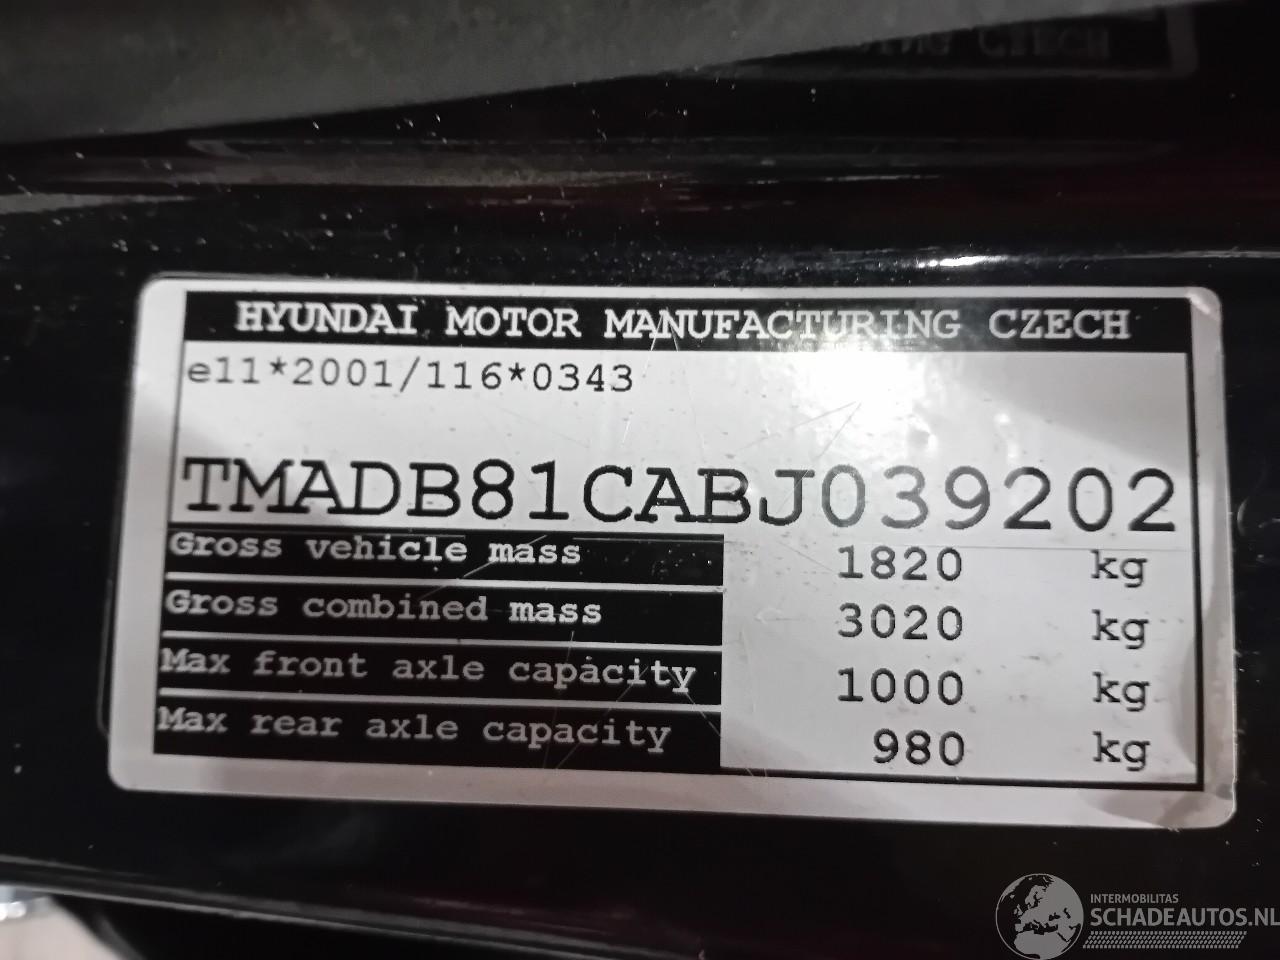 CZECH
HYUNDAI MOTOR MANUFACTURING CZECH
e11*2001/116*0343
TMADB81CABJ039202
Gross vehicle mass 1820 kg
Gross combined mass 3020 kg
Max front axle capacity 1000 kg
Max rear axle capacity 980 kg
INTERMOBILITAS
SCHADEAUTOS.NL